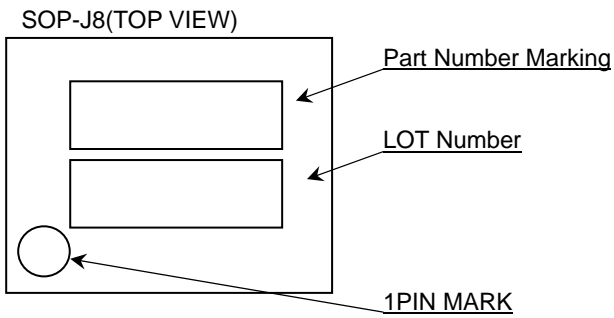 SOP-J8(TOP VIEW)
Part Number Marking
LOT Number
1PIN MARK